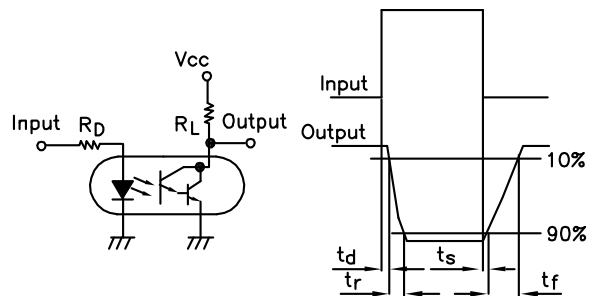 Vcc
Input
RD
RL
Output
Input
Output
10%
90%
td
ts
tr
tf